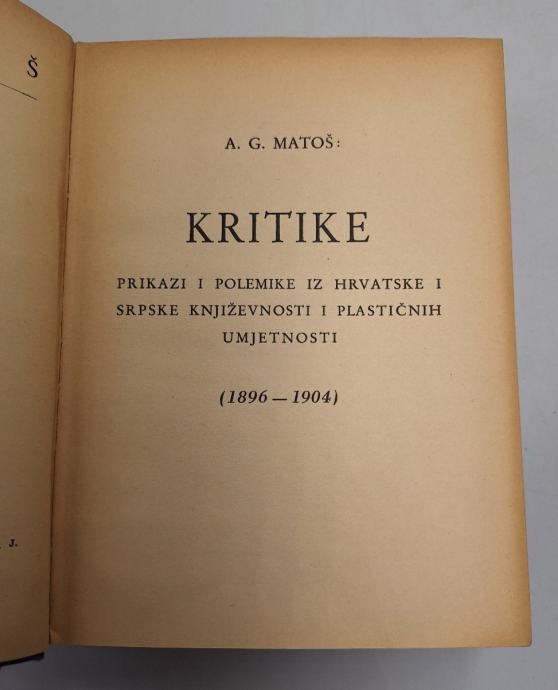 Š
J.
A. G. MATOŠ:
KRITIKE
PRIKAZI I POLEMIKE IZ HRVATSKE I
SRPSKE KNJIŽEVNOSTI I PLASTIČNIH
UMJETNOSTI
(1896 — 1904)